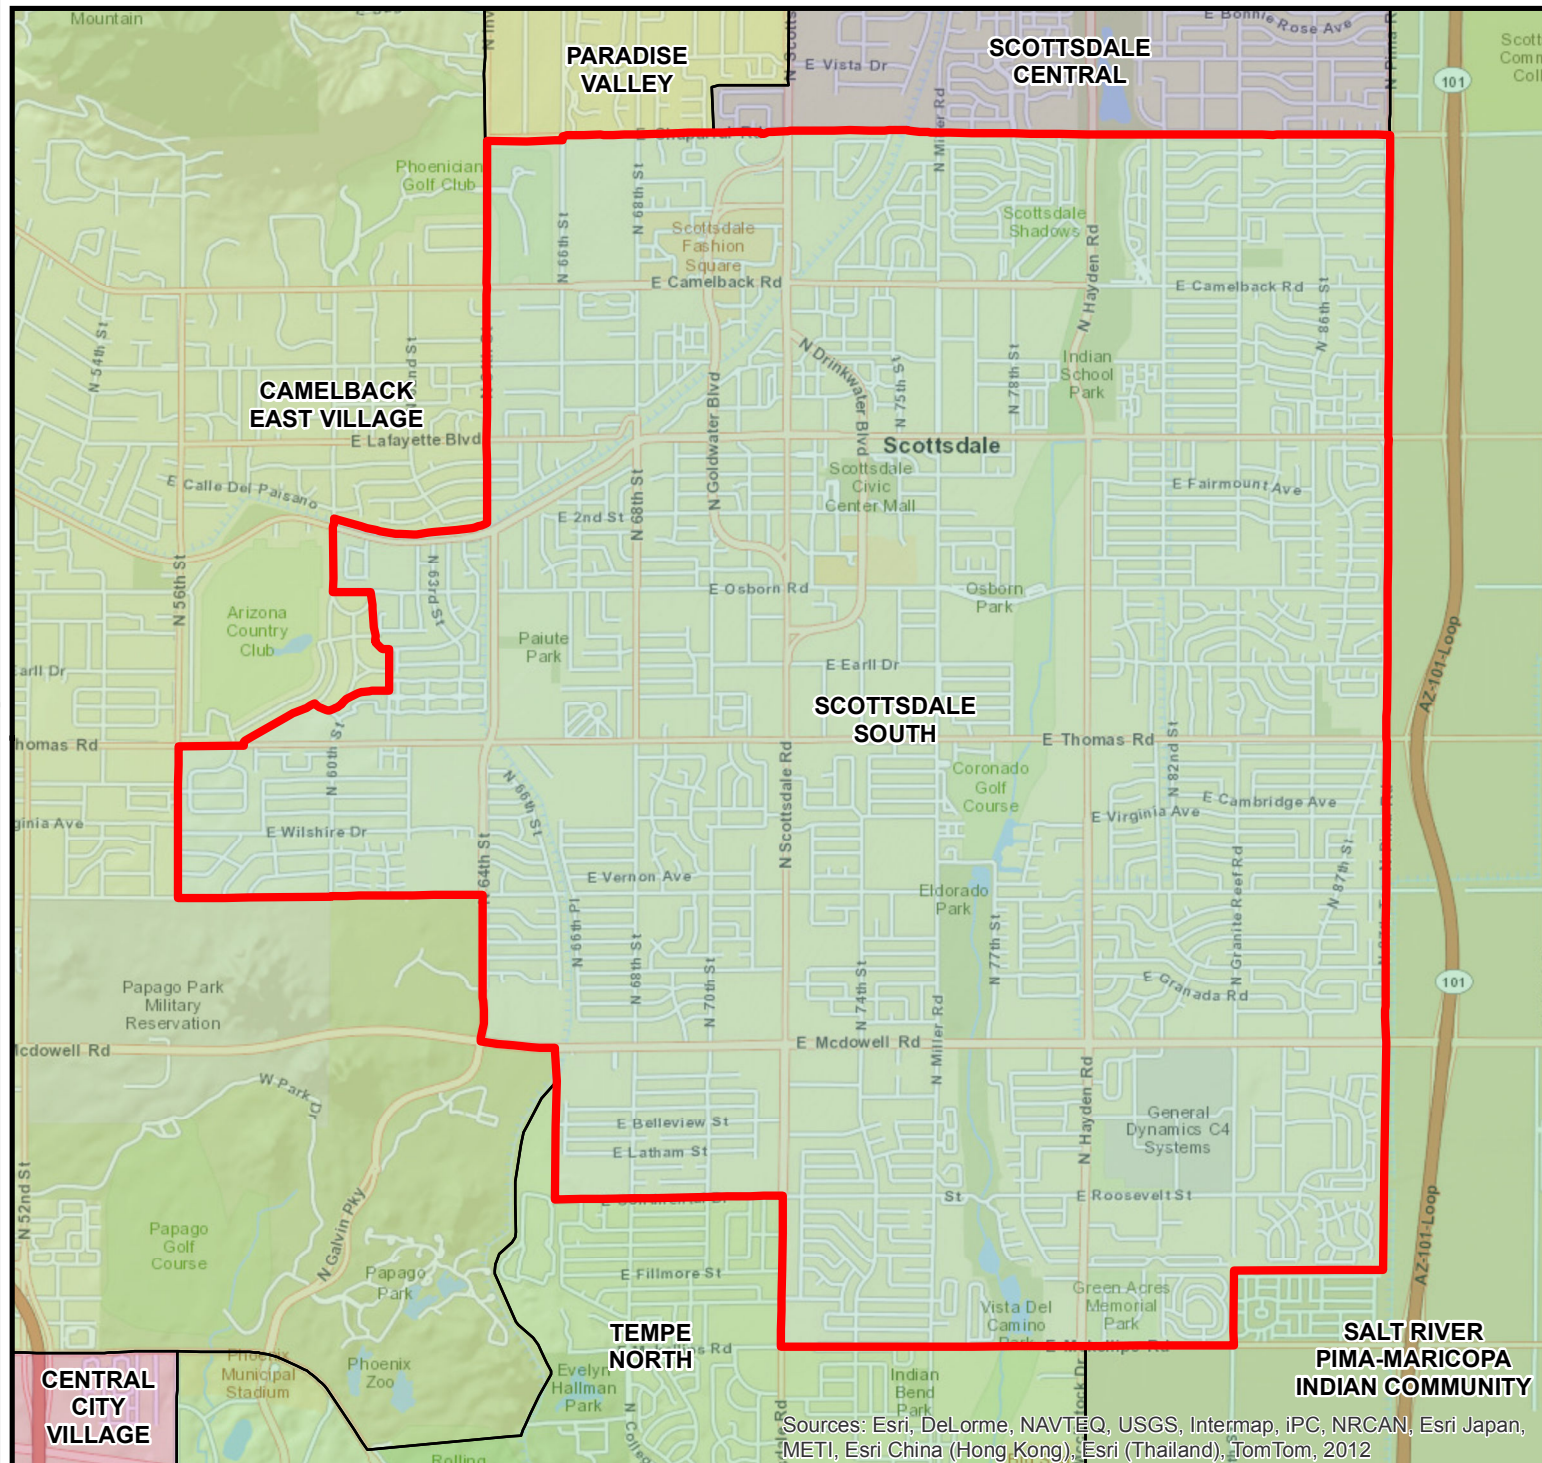 Mountain
E Bonnie Rose Ave
PARADISE
VALLEY
SCOTTSDALE
CENTRAL
E Vista Dr
101
N Miller Rd
E Chaparral Rd
Phoenician
Golf Club
N 66th St
N 68th St
Scottsdale
Fashion
Square
Scottsdale
Shadows
N Hayden Rd
E Camelback Rd
E Camelback Rd
N 86th St
N 54th St
N Drinkwater Blvd
N 75th St
N 78th St
Indian
School
Park
CAMELBACK
EAST VILLAGE
N Goldwater Blvd
E Lafayette Blvd
Scottsdale
Scottsdale
Civic
Center Mall
E Calle Del Paisano
E Fairmount Ave
E 2nd St
N 68th St
N 56th St
N 63rd St
E Osborn Rd
Osborn
Park
Arizona
Country
Club
Paiute
Park
E Earll Dr
AZ-101-Loop
SCOTTSDALE
SOUTH
N 60th St
E Thomas Rd
N 82nd St
N 66th St
N Scottsdale Rd
Coronado
Golf
Course
E Virginia Ave
E Cambridge Ave
E Wilshire Dr
N 64th St
E Vernon Ave
Eldorado
Park
N Granite Reef Rd
N 87th St
N 66th Pl
N 68th St
N 70th St
N 74th St
N 77th St
E Granada Rd
Papago Park
Military
Reservation
101
E Mcdowell Rd
N Miller Rd
W Park Dr
N Hayden Rd
E Belleview St
E Latham St
General
Dynamics C4
Systems
N 52nd St
N Galvin Pky
St
E Roosevelt St
AZ-101-Loop
Papago
Golf
Course
Papago
Park
E Fillmore St
Vista Del
Camino
Park
Green Acres
Memorial
Park
TEMPE
NORTH
SALT RIVER
PIMA-MARICOPA
INDIAN COMMUNITY
Phoenix
Municipal
Stadium
Phoenix
Zoo
Evelyn
Hallman
Park
Indian
Bend
Park
CENTRAL
CITY
VILLAGE
Rolling
Sources: Esri, DeLorme, NAVTEQ, USGS, Intermap, iPC, NRCAN, Esri Japan,
METI, Esri China (Hong Kong), Esri (Thailand), TomTom, 2012